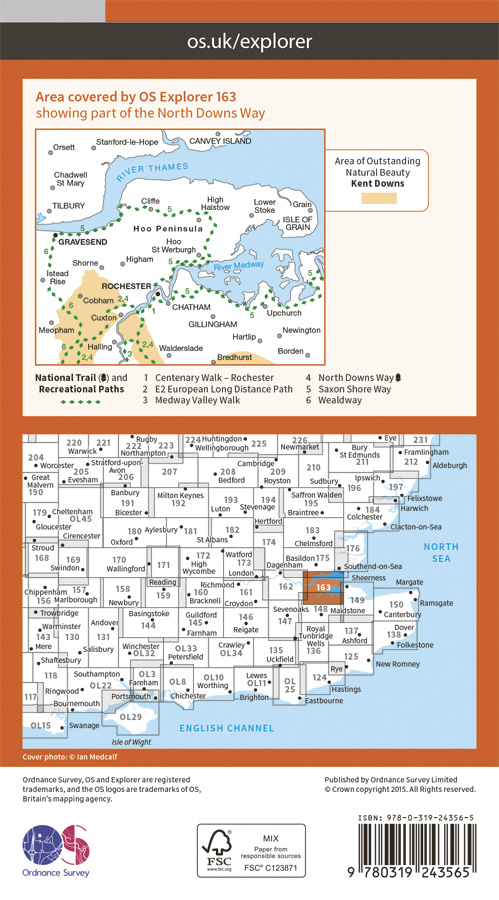 os.uk/explorer
Area covered by OS Explorer 163
showing part of the North Downs Way
Orsett
Stanford-le-Hope
CANVEY ISLAND
RIVER THAMES
Chadwell
St Mary
TILBURY
Cliffe
5
High
Halstow
Lower
Stoke
Grain
ISLE OF
GRAIN
5
GRAVESEND
Hoo Peninsula
Hoo
St Werburgh
6
Shorne
Higham
5
River Medway
Istead
Rise
ROCHESTER
5
5
Cobham
2,4
6
1
CHATHAM
5
Upchurch
Cuxton
GILLINGHAM
Meopham
Newington
Hartlip
6
Halling
2,4
3
2,4
Walderslade
Borden
Bredhurst
Area of Outstanding
Natural Beauty
Kent Downs
National Trail ( ) and
Recreational Paths
1 Centenary Walk – Rochester
2 E2 European Long Distance Path
3 Medway Valley Walk
4 North Downs Way
5 Saxon Shore Way
6 Wealdway
220
221
Warwick
222
Rugby
223
Northampton
224
Huntingdon
Wellingborough
225
226
Newmarket
Bury
St Edmunds
211
Eye
231
Framlingham
212
Aldeburgh
204
Worcester
Stratford-upon-
Avon
205
Evesham
206
207
208
Bedford
Cambridge
209
Royston
210
Sudbury
Ipswich
196
197
Felixstowe
Harwich
Great
Malvern
190
Banbury
191
Bicester
Milton Keynes
192
193
Luton
194
Stevenage
Saffron Walden
195
Braintree
184
Colchester
Clacton-on-Sea
179
Cheltenham
Gloucester
OL45
Cirencester
180
Oxford
Aylesbury
181
182
St Albans
Hertford
174
183
Chelmsford
176
Stroud
168
169
Swindon
170
Wallingford
171
172
High
Wycombe
Watford
173
London
Dagenham
Basildon
175
Southend-on-Sea
NORTH
SEA
Chippenham
156
157
Marlborough
158
Newbury
Reading
159
Richmond
160
Bracknell
161
Croydon
162
163
Sheerness
149
Margate
Ramsgate
150
Canterbury
Trowbridge
Warminster
143
130
Andover
131
Basingstoke
144
Guildford
145
Farnham
146
Reigate
Sevenoaks
147
148
Maidstone
Mere
Salisbury
Winchester
OL32
OL33
Petersfield
Crawley
OL34
135
Uckfield
Royal
Tunbridge
Wells
136
137
Ashford
Dover
138
Folkestone
Shaftesbury
118
Ringwood
OL22
Southampton
OL3
Fareham
OL8
Chichester
OL10
Worthing
Lewes
OL11
Brighton
OL
25
Eastbourne
124
Hastings
Rye
125
New Romney
117
Bournemouth
Portsmouth
OL15
Swanage
OL29
Isle of Wight
ENGLISH CHANNEL
Cover photo: © Ian Medcalf
Ordnance Survey, OS and Explorer are registered
trademarks, and the OS logos are trademarks of OS,
Britain's mapping agency.
Published by Ordnance Survey Limited
© Crown copyright 2015. All rights reserved.
OS
Ordnance Survey
FSC
www.fsc.org
MIX
Paper from
responsible sources
FSC® C123871
ISBN: 978-0-319-24356-5
9 780319 243565